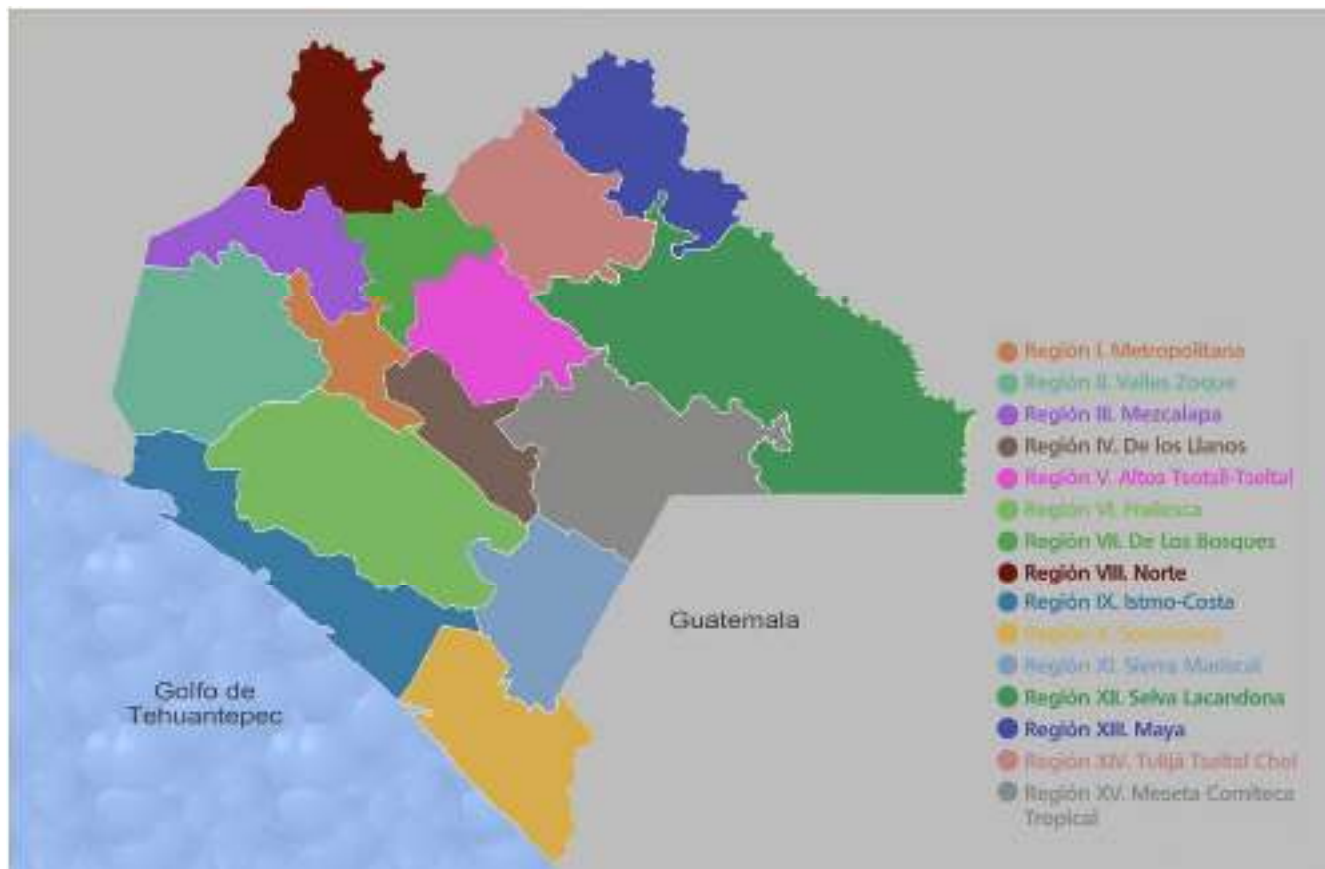 Guatemala
Golfo de
Tehuantepec
Región I. Metropolitana
Región II. Valles Zoque
Región III. Mezcalapa
Región IV. De los Llanos
Región V. Altos Tsotsil-Tseltal
Región VI. Frailesca
Región VII. De Los Bosques
Región VIII. Norte
Región IX. Istmo-Costa
Región X. Soconusco
Región XI. Sierra Mariscal
Región XII. Selva Lacandona
Región XIII. Maya
Región XIV. Tulijá Tseltal Chol
Región XV. Meseta Comiteca
Tropical